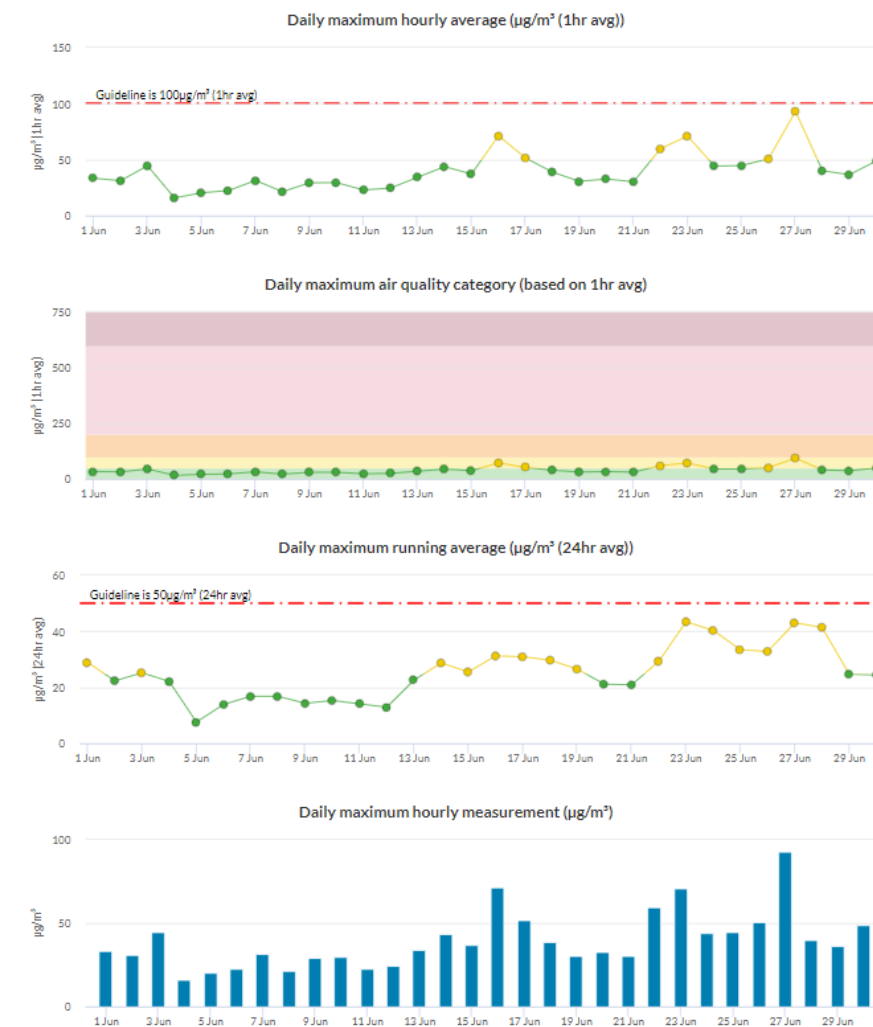 Daily maximum hourly average (µg/m³ (1hr avg))
150
Guideline is 100µg/m³ (1hr avg)
100
50
0
µg/m³ (1hr avg)
1 Jun 3 Jun 5 Jun 7 Jun 9 Jun 11 Jun 13 Jun 15 Jun 17 Jun 19 Jun 21 Jun 23 Jun 25 Jun 27 Jun 29 Jun
Daily maximum air quality category (based on 1hr avg)
750
500
250
0
µg/m³ (1hr avg)
1 Jun 3 Jun 5 Jun 7 Jun 9 Jun 11 Jun 13 Jun 15 Jun 17 Jun 19 Jun 21 Jun 23 Jun 25 Jun 27 Jun 29 Jun
Daily maximum running average (µg/m³ (24hr avg))
60
Guideline is 50µg/m³ (24hr avg)
40
20
0
µg/m³ (24hr avg)
1 Jun 3 Jun 5 Jun 7 Jun 9 Jun 11 Jun 13 Jun 15 Jun 17 Jun 19 Jun 21 Jun 23 Jun 25 Jun 27 Jun 29 Jun
Daily maximum hourly measurement (µg/m³)
100
50
0
µg/m³
1 Jun 3 Jun 5 Jun 7 Jun 9 Jun 11 Jun 13 Jun 15 Jun 17 Jun 19 Jun 21 Jun 23 Jun 25 Jun 27 Jun 29 Jun